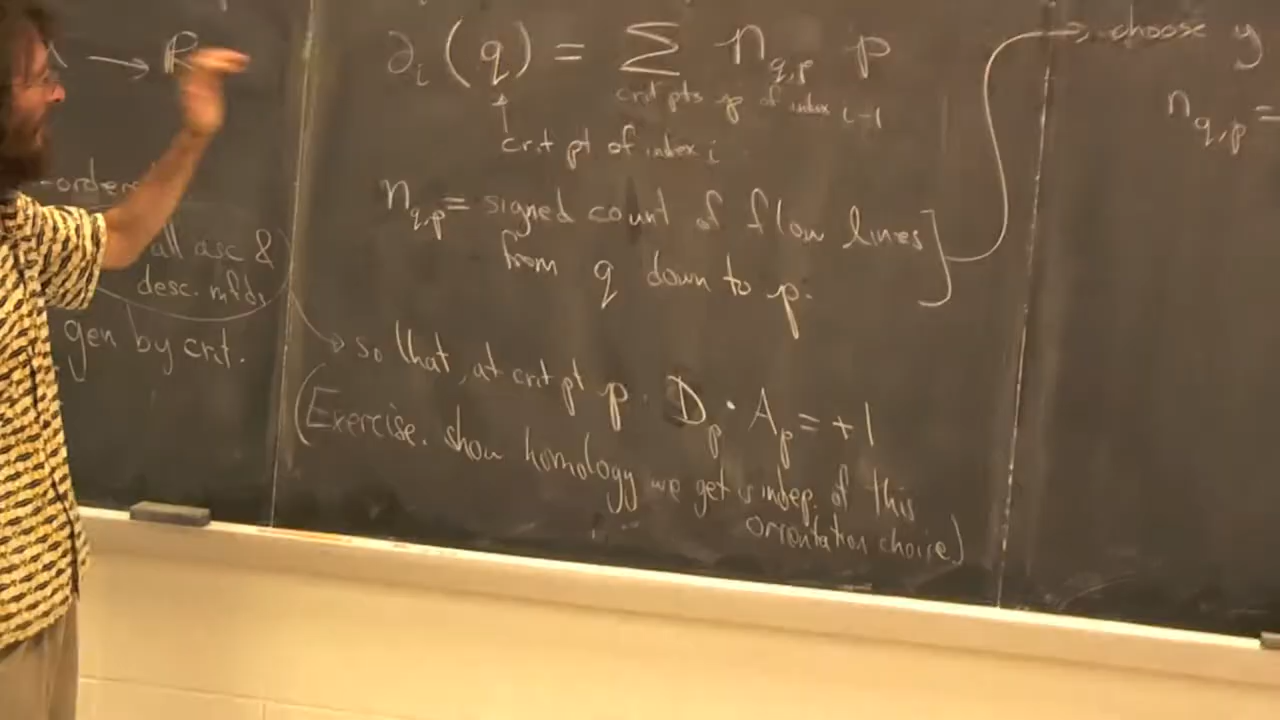 → R
-order
all asc &
desc. mfds
gen by crit.
∂ᵢ (q) = ∑ n_{q,p} p
crit pts p of index i-1
crit pt of index i
n_{q,p} = signed count of flow lines
from q down to p.
→ so that, at crit pt p. D_p · A_p = +1
(Exercise. show homology we get is indep. of this
orientation choice)
→ choose y
n_{q,p} =